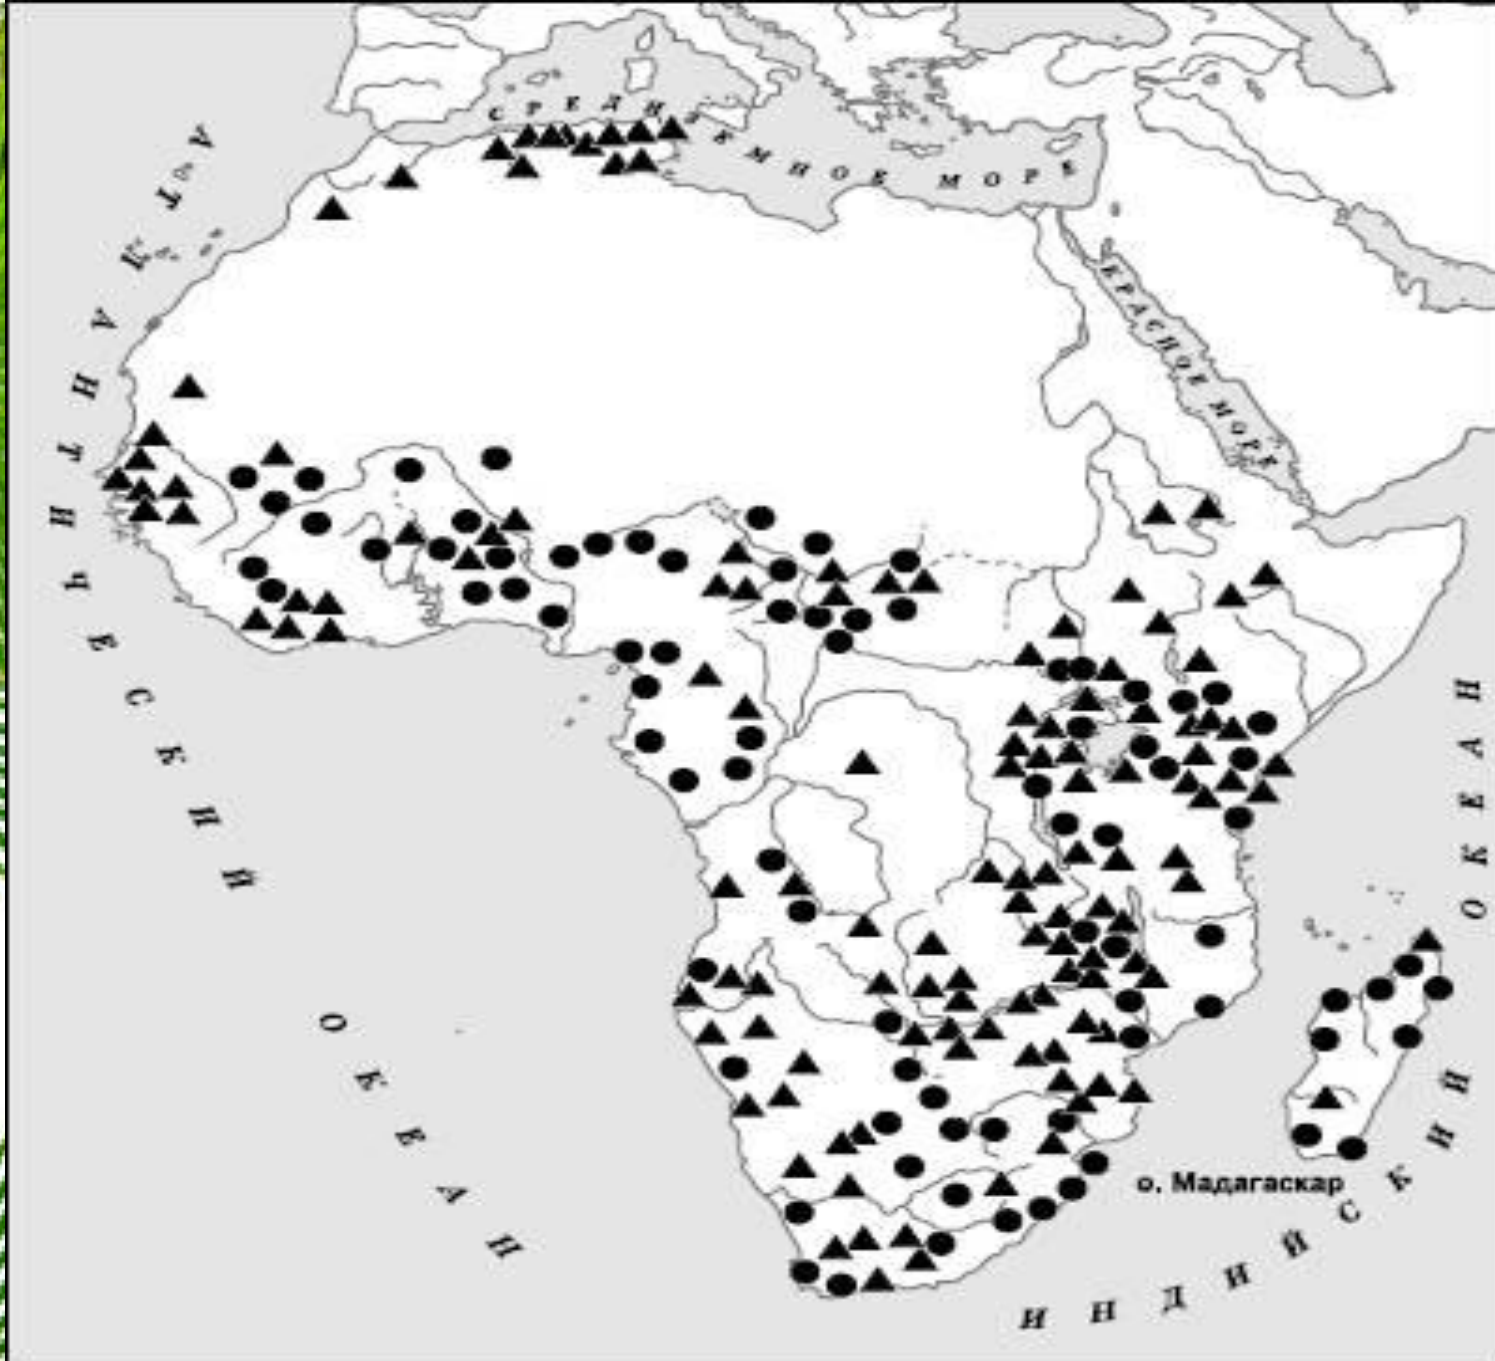 СРЕДИЗЕМНОЕ МОРЕ
КРАСНОЕ МОРЕ
АТЛАНТИЧЕСКИЙ ОКЕАН
о. Мадагаскар
ИНДИЙСКИЙ ОКЕАН